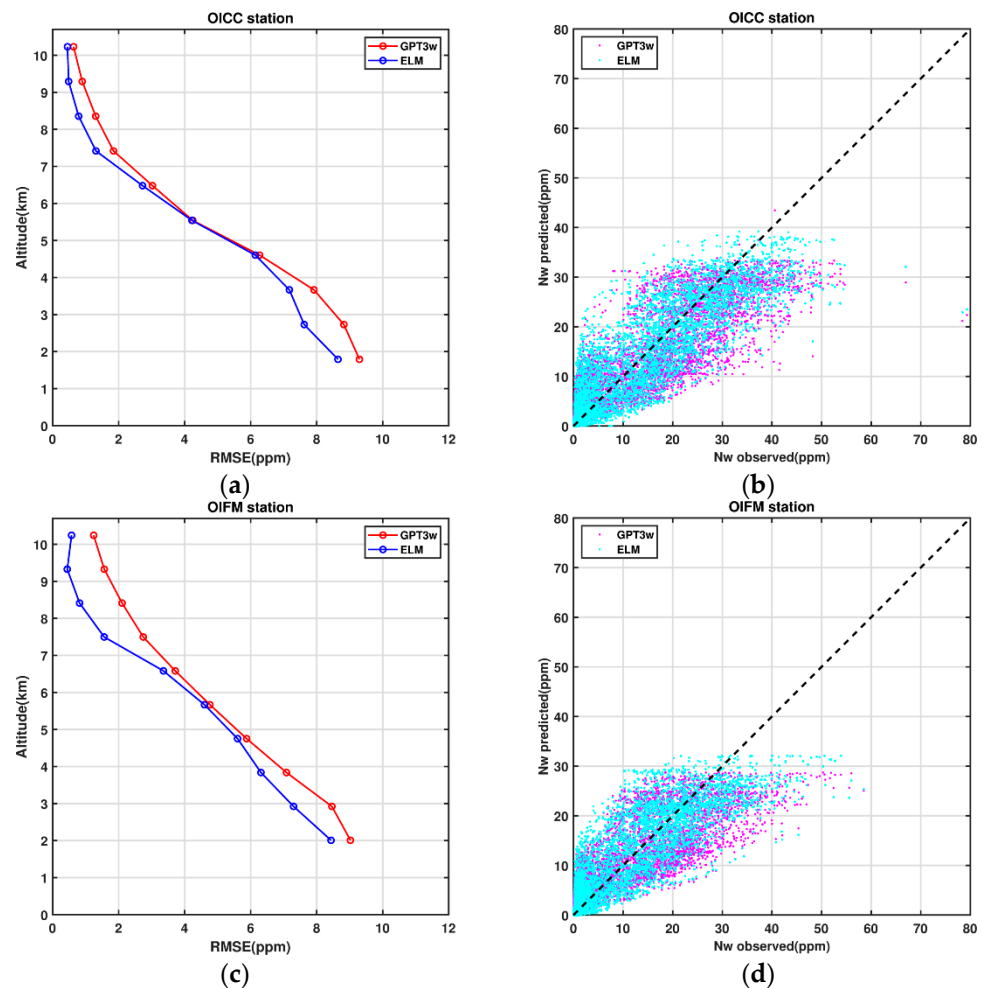 OICC station
GPT3w
ELM
Altitude(km)
10
9
8
7
6
5
4
3
2
1
0
0 2 4 6 8 10 12
RMSE(ppm)
(a)
OICC station
GPT3w
ELM
Nw predicted(ppm)
80
70
60
50
40
30
20
10
0
0 10 20 30 40 50 60 70 80
Nw observed(ppm)
(b)
OIFM station
GPT3w
ELM
Altitude(km)
10
9
8
7
6
5
4
3
2
1
0
0 2 4 6 8 10 12
RMSE(ppm)
(c)
OIFM station
GPT3w
ELM
Nw predicted(ppm)
80
70
60
50
40
30
20
10
0
0 10 20 30 40 50 60 70 80
Nw observed(ppm)
(d)